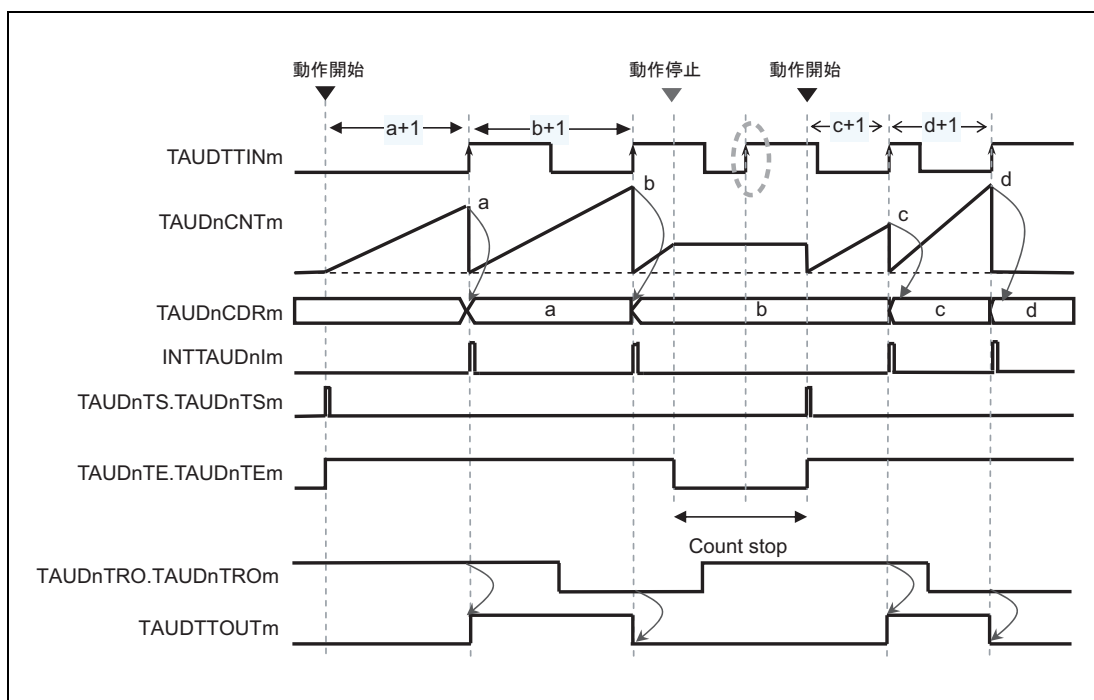 動作開始 動作停止 動作開始
a+1 b+1 c+1 d+1
TAUDTTINm
TAUDnCNTm
a b c d
TAUDnCDRm
a b c d
INTTAUDnIm
TAUDnTS.TAUDnTSm
TAUDnTE.TAUDnTEm
Count stop
TAUDnTRO.TAUDnTROm
TAUDTTOUTm